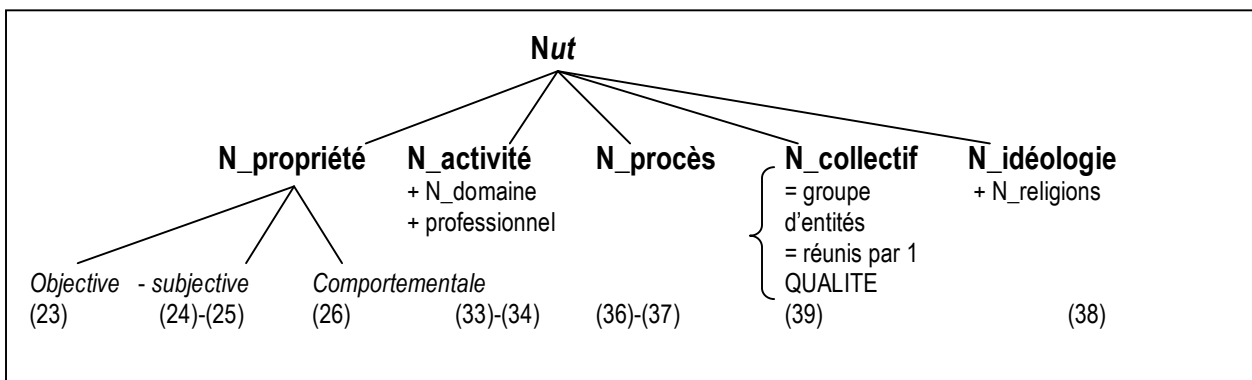 Nut
N_propriété N_activité N_procès N_collectif N_idéologie
+ N_domaine = groupe + N_religions
+ professionnel d’entités
= réunis par 1
Objective - subjective Comportementale QUALITE
(23) (24)-(25) (26) (33)-(34) (36)-(37) (39) (38)